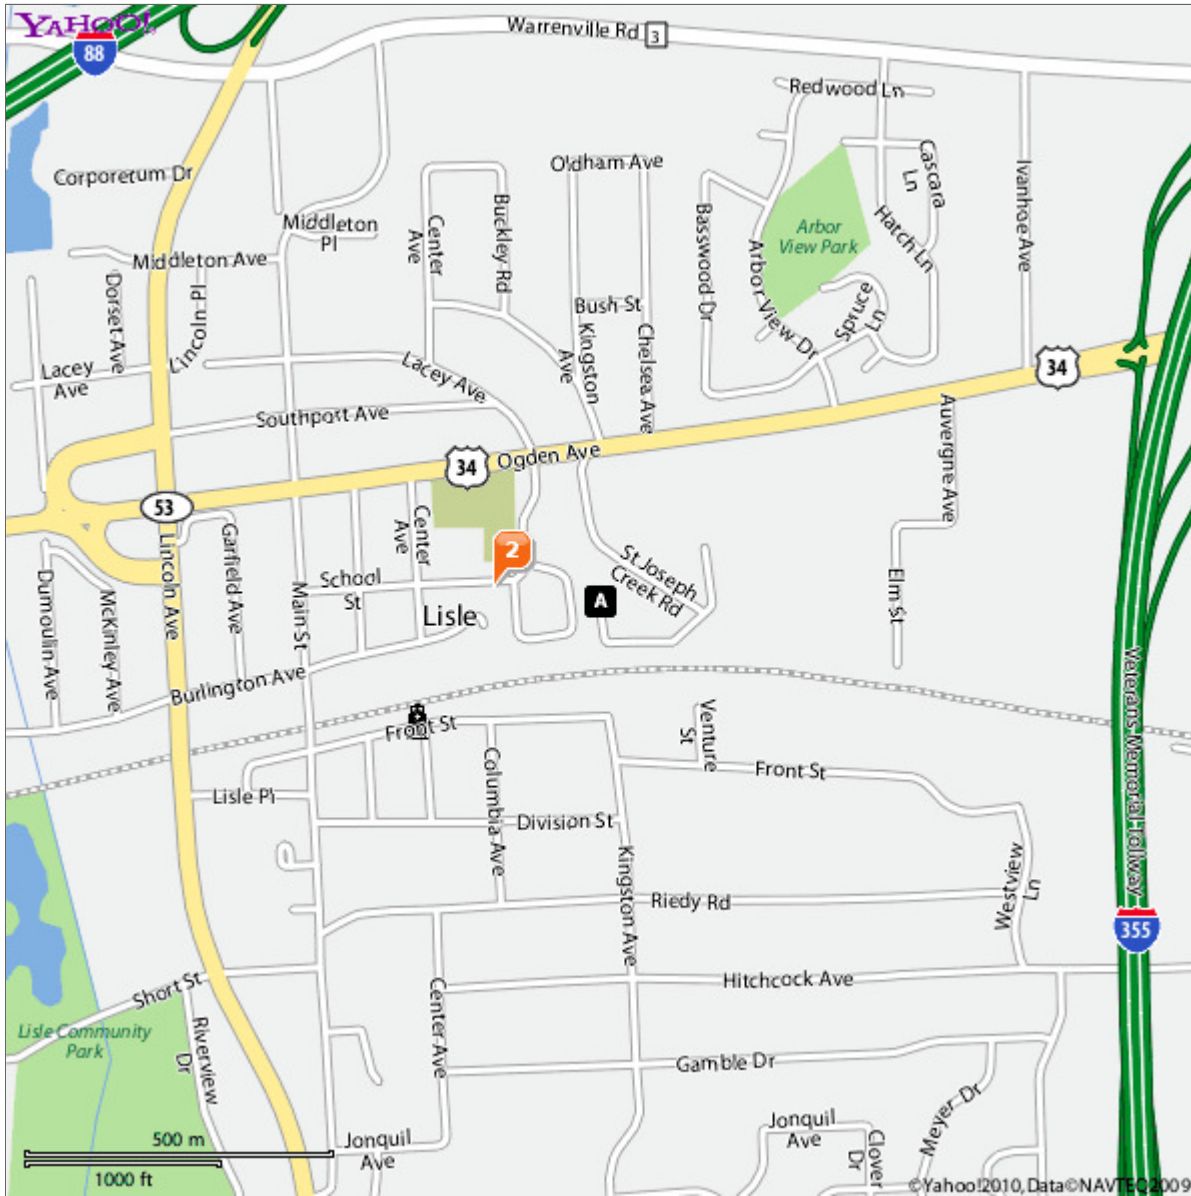 YAHOO!
Warrenville Rd
3
88
Redwood Ln
Corporetum Dr
Oldham Ave
Cascara
Ln
Ivanhoe Ave
Middleton
Pl
Center
Ave
Buckley Rd
Basswood Dr
Arbor
View Park
Hatch Ln
Middleton Ave
Dorset Ave
Lincoln Pl
Bush St
Kingston
Ave
Chelsea Ave
Arbor View Dr
Spruce
Ln
Lacey
Ave
Lacey Ave
34
Southport Ave
Auvergne Ave
Ogden Ave
34
53
Center
Ave
Garfield Ave
Lincoln Ave
Main St
School
St
2
A
St Joseph
Creek Rd
Elm St
Dumoulin Ave
McKinley Ave
Lisle
Burlington Ave
Veterans Memorial Tollway
Front St
Venture
St
Front St
Lisle Pl
Columbia Ave
Division St
Kingston Ave
Westview
Ln
Riedy Rd
355
Short St
Hitchcock Ave
Center Ave
Lisle Community
Park
Riverview
Dr
Gamble Dr
Meyer Dr
Jonquil
Ave
Clover
Dr
500 m
Jonquil
Ave
1000 ft
©Yahoo!2010, Data©NAVTEQ2009